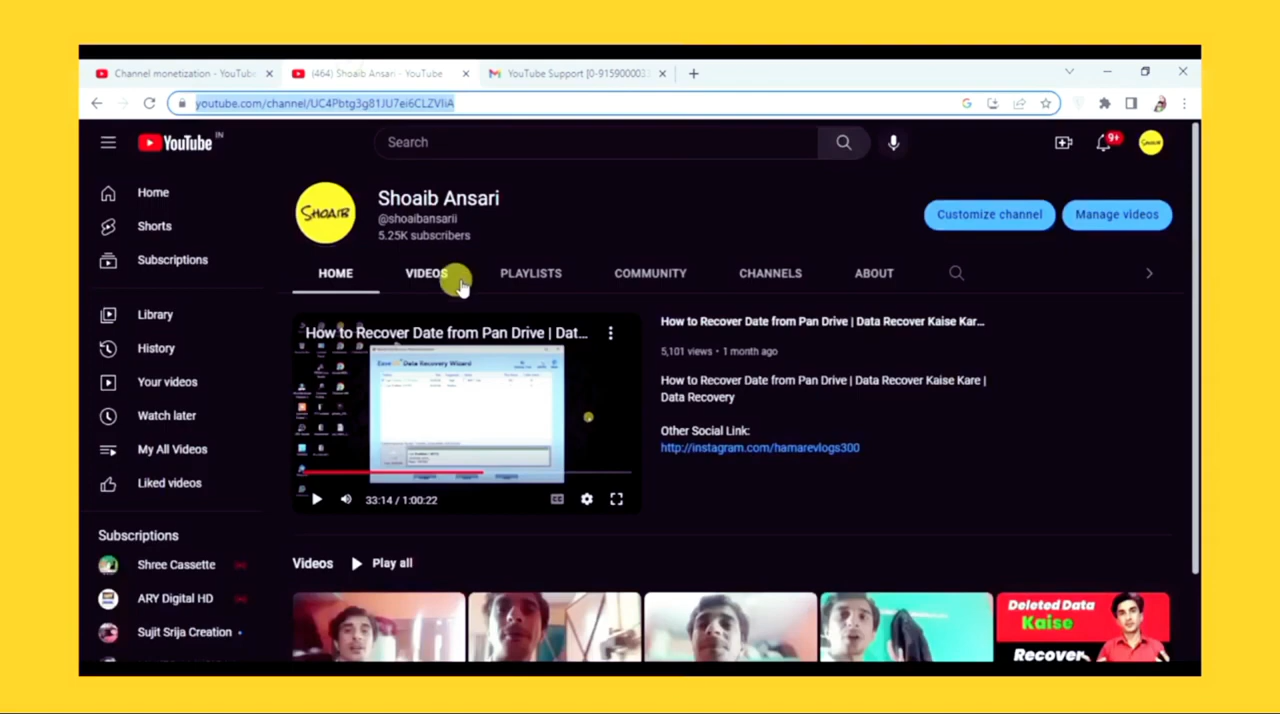 Channel monetization - YouTube
(464) Shoaib Ansari - YouTube
YouTube Support [0-9159000033
youtube.com/channel/UC4Pbtg3g81JU7ei6CLZVIiA
YouTube IN
Search
9+
SHOAIB
Home
Shorts
Subscriptions
Library
History
Your videos
Watch later
My All Videos
Liked videos
Subscriptions
Shree Cassette
ARY Digital HD
Sujit Srija Creation
SHOAIB
Shoaib Ansari
@shoaibansarii
5.25K subscribers
Customize channel
Manage videos
HOME VIDEOS PLAYLISTS COMMUNITY CHANNELS ABOUT
How to Recover Date from Pan Drive | Dat...
Data Recovery Wizard
33:14 / 1:00:22
How to Recover Date from Pan Drive | Data Recover Kaise Kar...
5,101 views • 1 month ago
How to Recover Date from Pan Drive | Data Recover Kaise Kare |
Data Recovery
Other Social Link:
http://instagram.com/hamarevlogs300
Videos
Play all
Deleted Data
Kaise
Recover